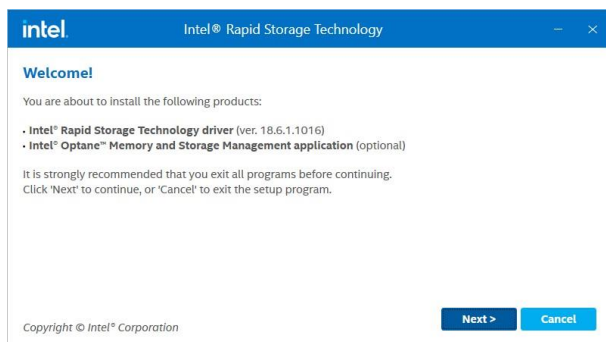 intel.
Intel® Rapid Storage Technology
Welcome!
You are about to install the following products:
• Intel® Rapid Storage Technology driver (ver. 18.6.1.1016)
• Intel® Optane™ Memory and Storage Management application (optional)
It is strongly recommended that you exit all programs before continuing.
Click 'Next' to continue, or 'Cancel' to exit the setup program.
Next >
Cancel
Copyright © Intel® Corporation